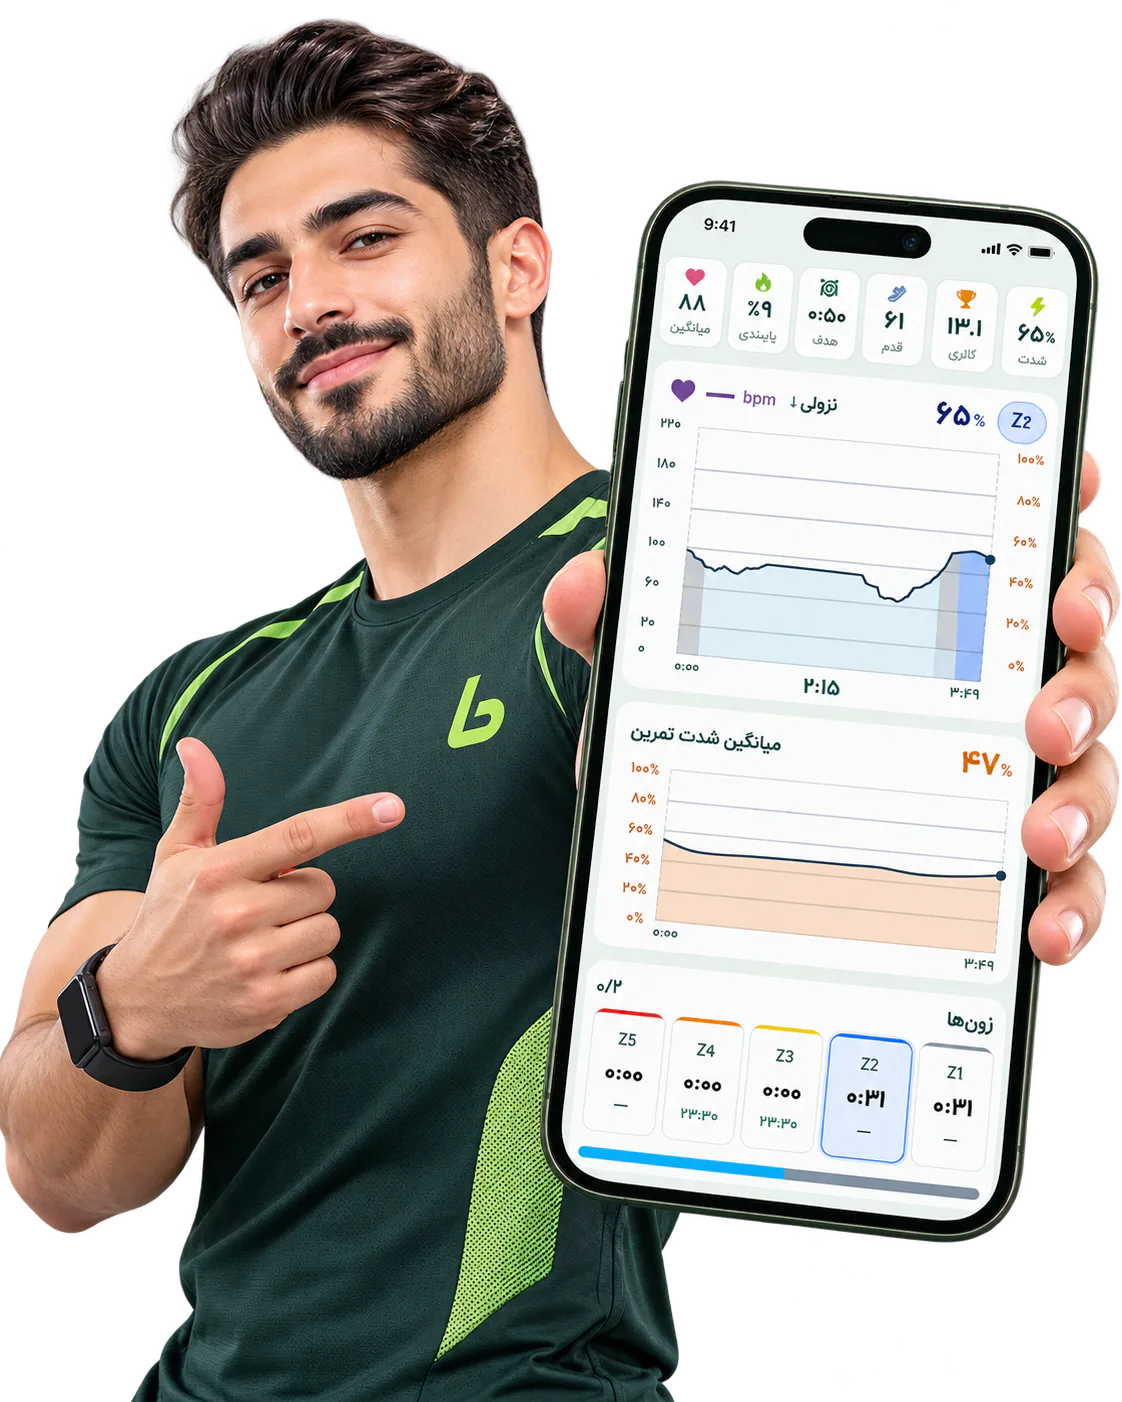 9:41
۸۸
میانگین
%۹
پایبندی
۰:۵۰
هدف
۶۱
قدم
۱۳.۱
کالری
۶۵%
شدت
bpm
نزولی↓
۶۵%
Z2
۲۲۰
۱۸۰
۱۴۰
۱۰۰
۶۰
۲۰
۰
۱۰۰%
۸۰%
۶۰%
۴۰%
۲۰%
۰%
۰:۰۰
۲:۱۵
۳:۴۹
میانگین شدت تمرین
۴۷%
۱۰۰%
۸۰%
۶۰%
۴۰%
۲۰%
۰%
۰:۰۰
۳:۴۹
۰/۲
زون‌ها
Z5
۰:۰۰
—
Z4
۰:۰۰
۲۳:۳۰
Z3
۰:۰۰
۲۳:۳۰
Z2
۰:۳۱
—
Z1
۰:۳۱
—
b